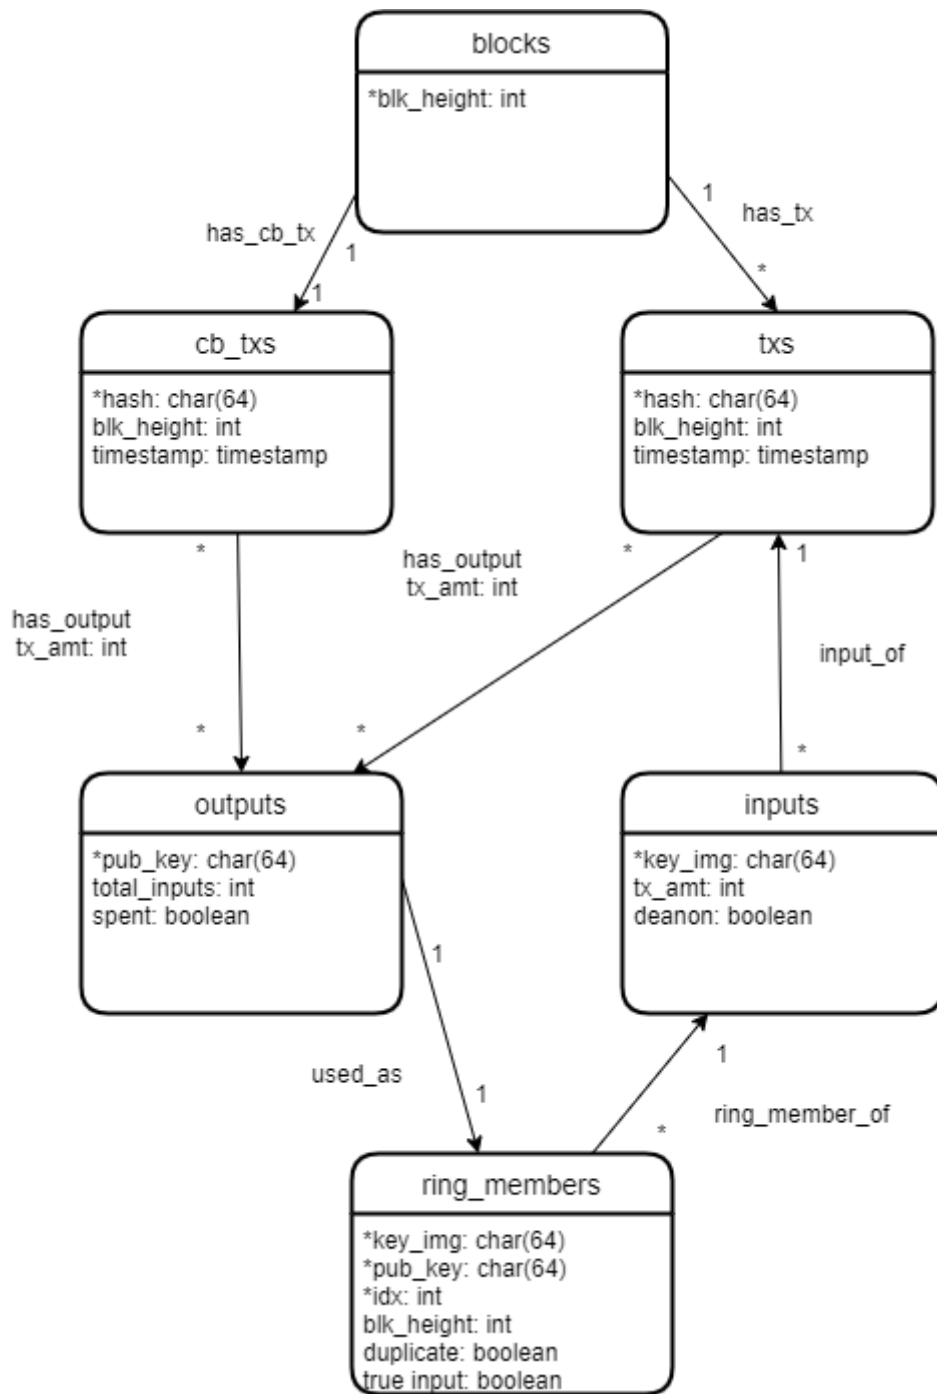 blocks
*blk_height: int
has_cb_tx
1
1
1
has_tx
*
cb_txs
*hash: char(64)
blk_height: int
timestamp: timestamp
txs
*hash: char(64)
blk_height: int
timestamp: timestamp
*
has_output
tx_amt: int
*
has_output
tx_amt: int
*
*
1
input_of
*
outputs
*pub_key: char(64)
total_inputs: int
spent: boolean
inputs
*key_img: char(64)
tx_amt: int
deanon: boolean
1
used_as
1
1
ring_member_of
*
ring_members
*key_img: char(64)
*pub_key: char(64)
*idx: int
blk_height: int
duplicate: boolean
true input: boolean